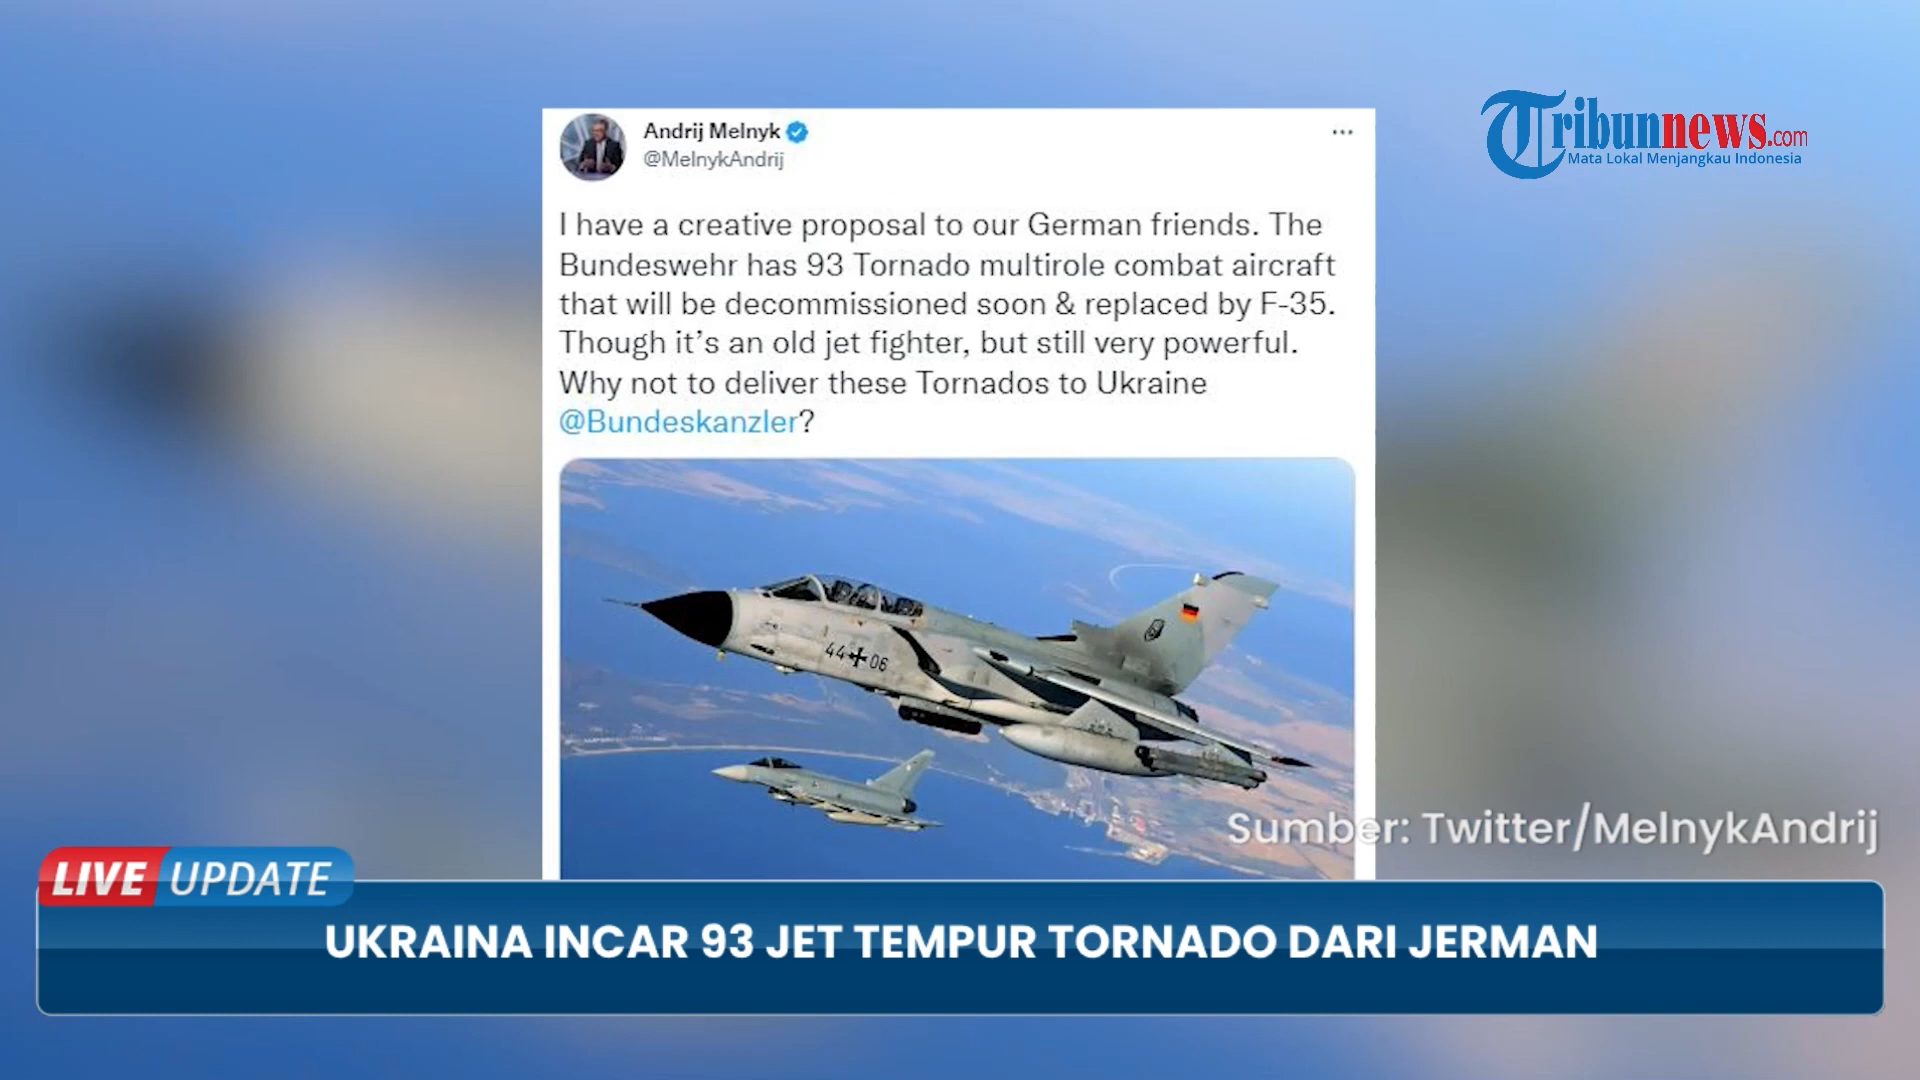 Tribunnews.com
Mata Lokal Menjangkau Indonesia
Andrij Melnyk
@MelnykAndrij
I have a creative proposal to our German friends. The
Bundeswehr has 93 Tornado multirole combat aircraft
that will be decommissioned soon & replaced by F-35.
Though it's an old jet fighter, but still very powerful.
Why not to deliver these Tornados to Ukraine
@Bundeskanzler?
44 06
Sumber: Twitter/MelnykAndrij
LIVE UPDATE
UKRAINA INCAR 93 JET TEMPUR TORNADO DARI JERMAN